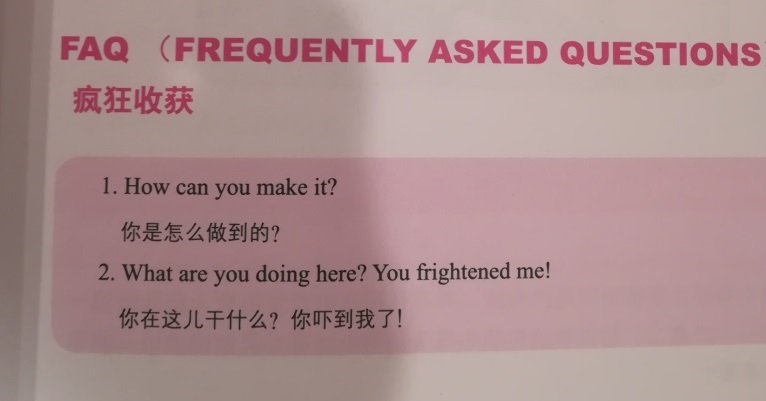 FAQ （FREQUENTLY ASKED QUESTIONS
疯狂收获
1. How can you make it?
你是怎么做到的？
2. What are you doing here? You frightened me!
你在这儿干什么？你吓到我了！